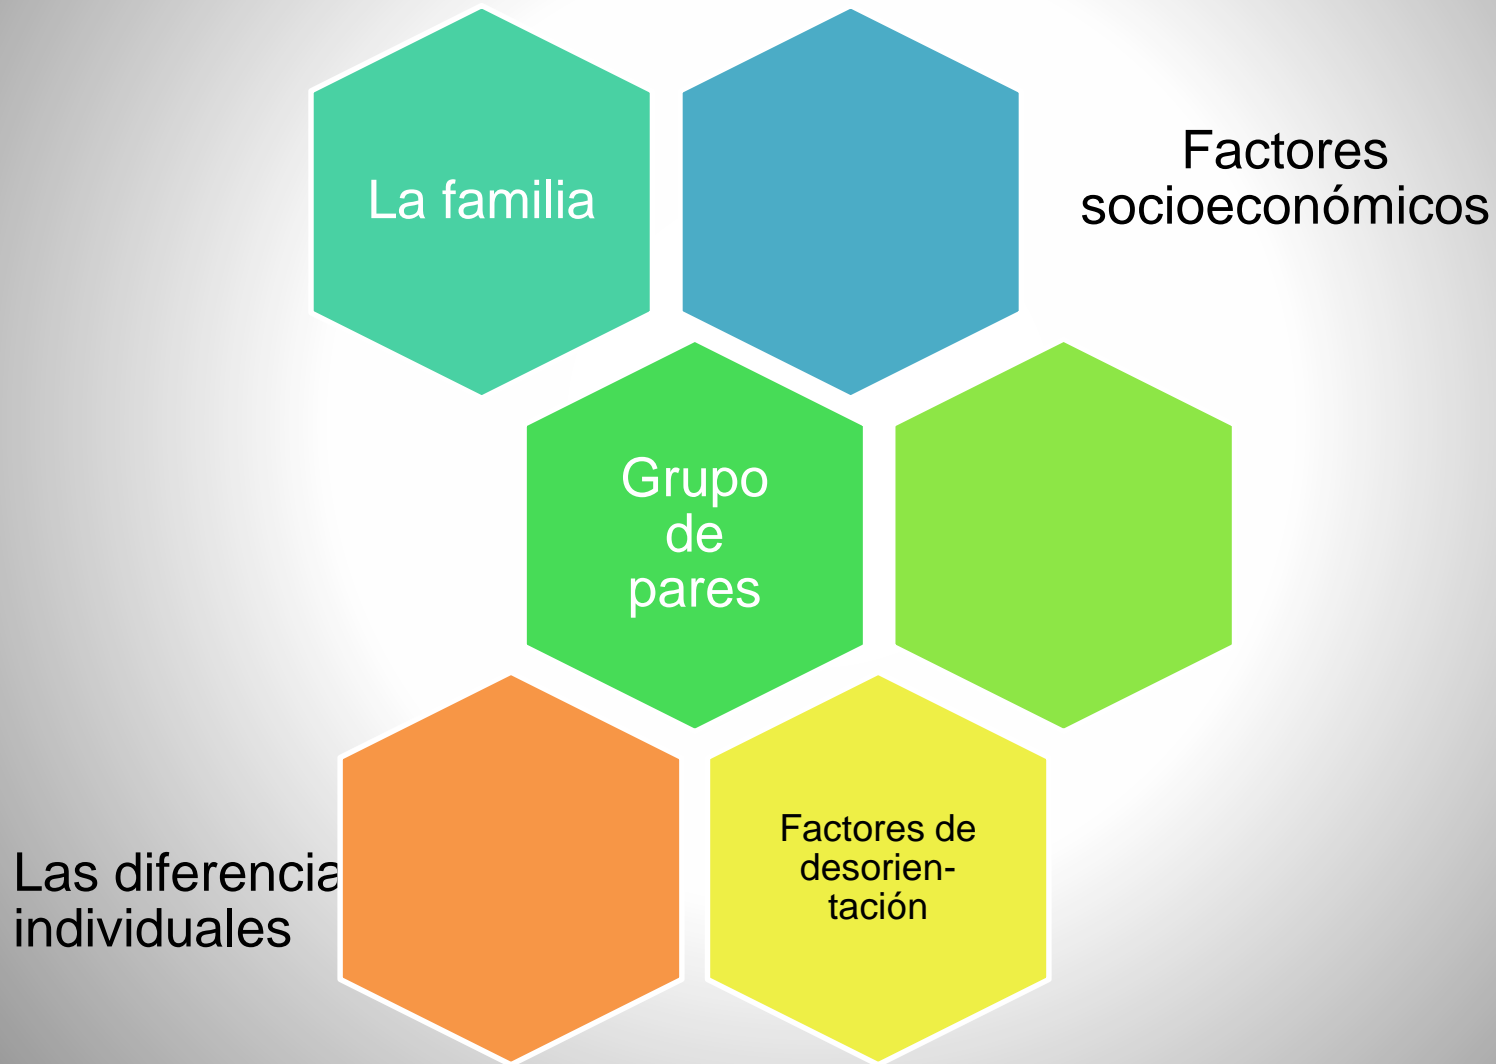 La familia
Factores
socioeconómicos
Grupo
de
pares
Factores de
desorien-
tación
Las diferencia
individuales